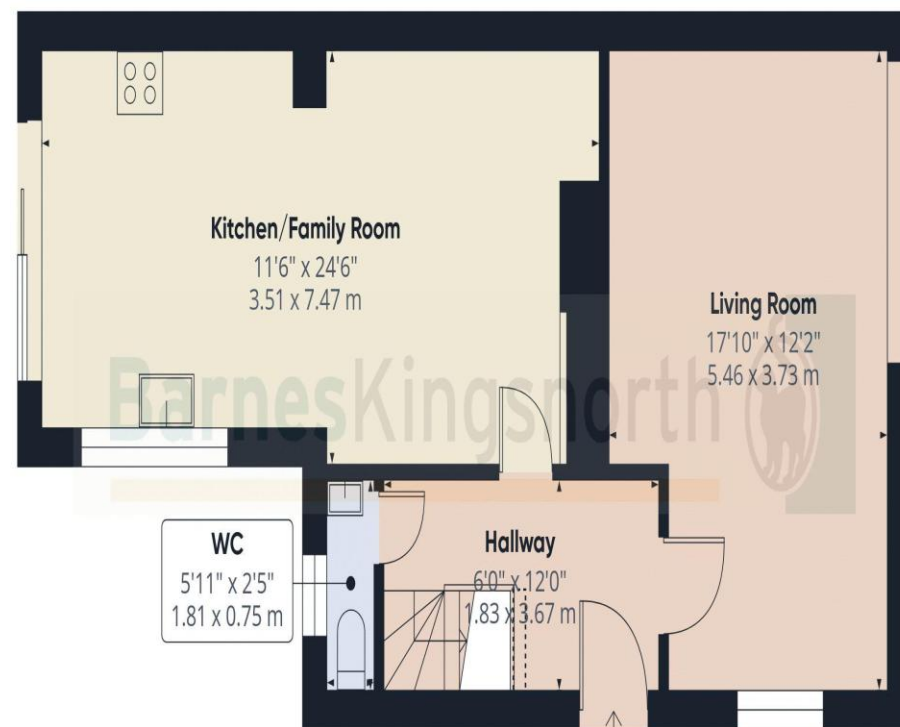 Kitchen/Family Room
11'6" x 24'6"
3.51 x 7.47 m
Living Room
17'10" x 12'2"
5.46 x 3.73 m
BarnesKingsnorth
WC
5'11" x 2'5"
1.81 x 0.75 m
Hallway
6'0" x 12'0"
1.83 x 3.67 m